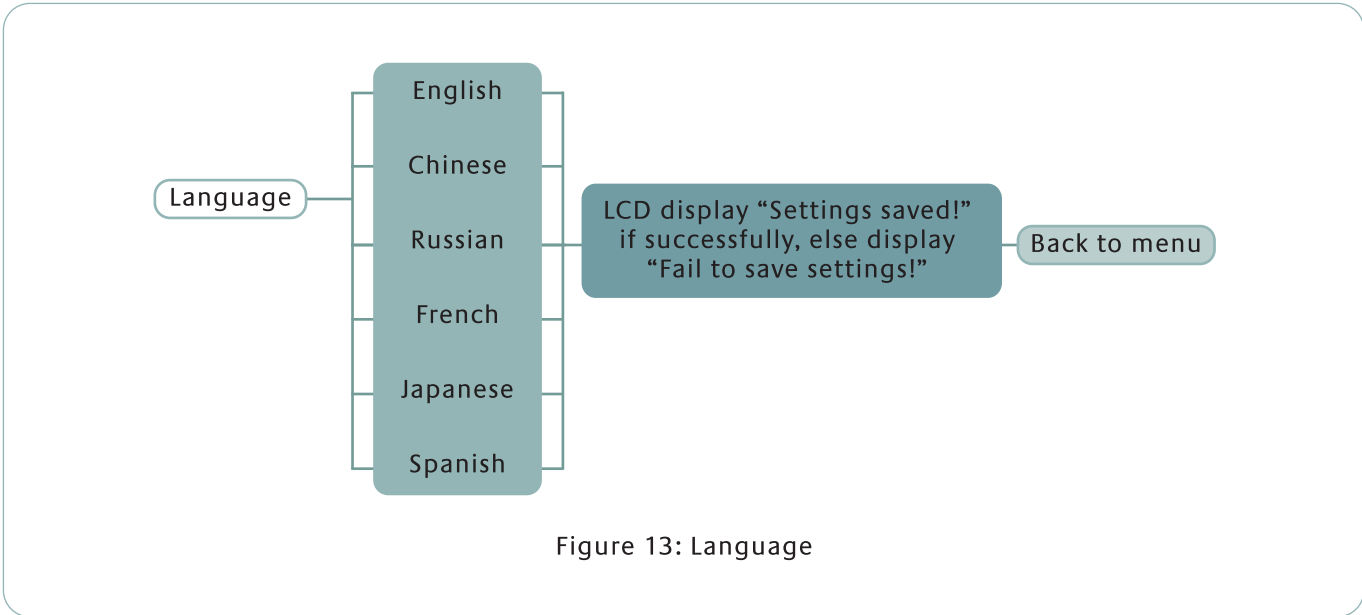 Language
English
Chinese
Russian
French
Japanese
Spanish
LCD display “Settings saved!”
if successfully, else display
“Fail to save settings!”
Back to menu
Figure 13: Language